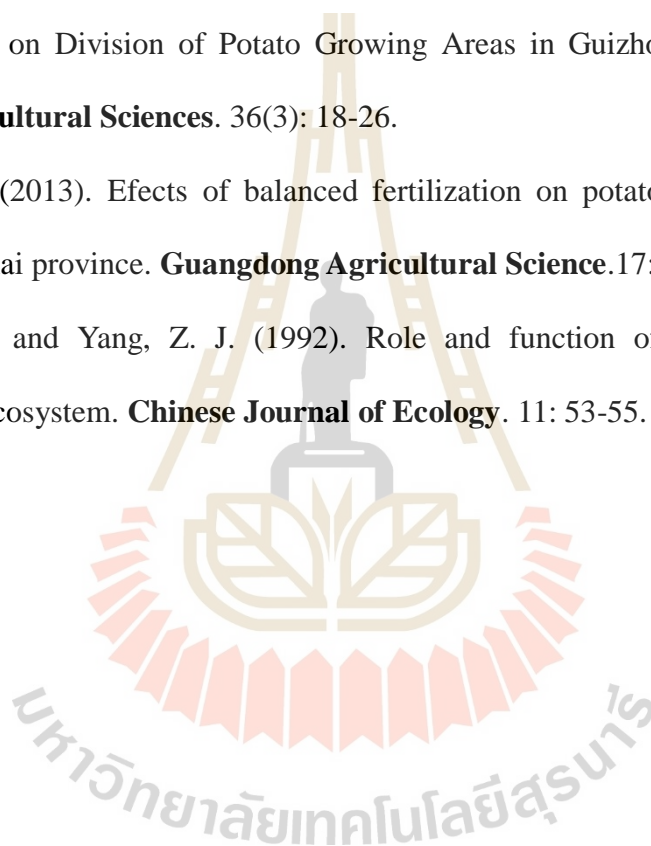 on Division of Potato Growing Areas in Guizho
cultural Sciences. 36(3): 18-26.
(2013). Efects of balanced fertilization on potato
ai province. Guangdong Agricultural Science.17:
and Yang, Z. J. (1992). Role and function of
cosystem. Chinese Journal of Ecology. 11: 53-55.
มหาวิทยาลัยเทคโนโลยีสุรนารี